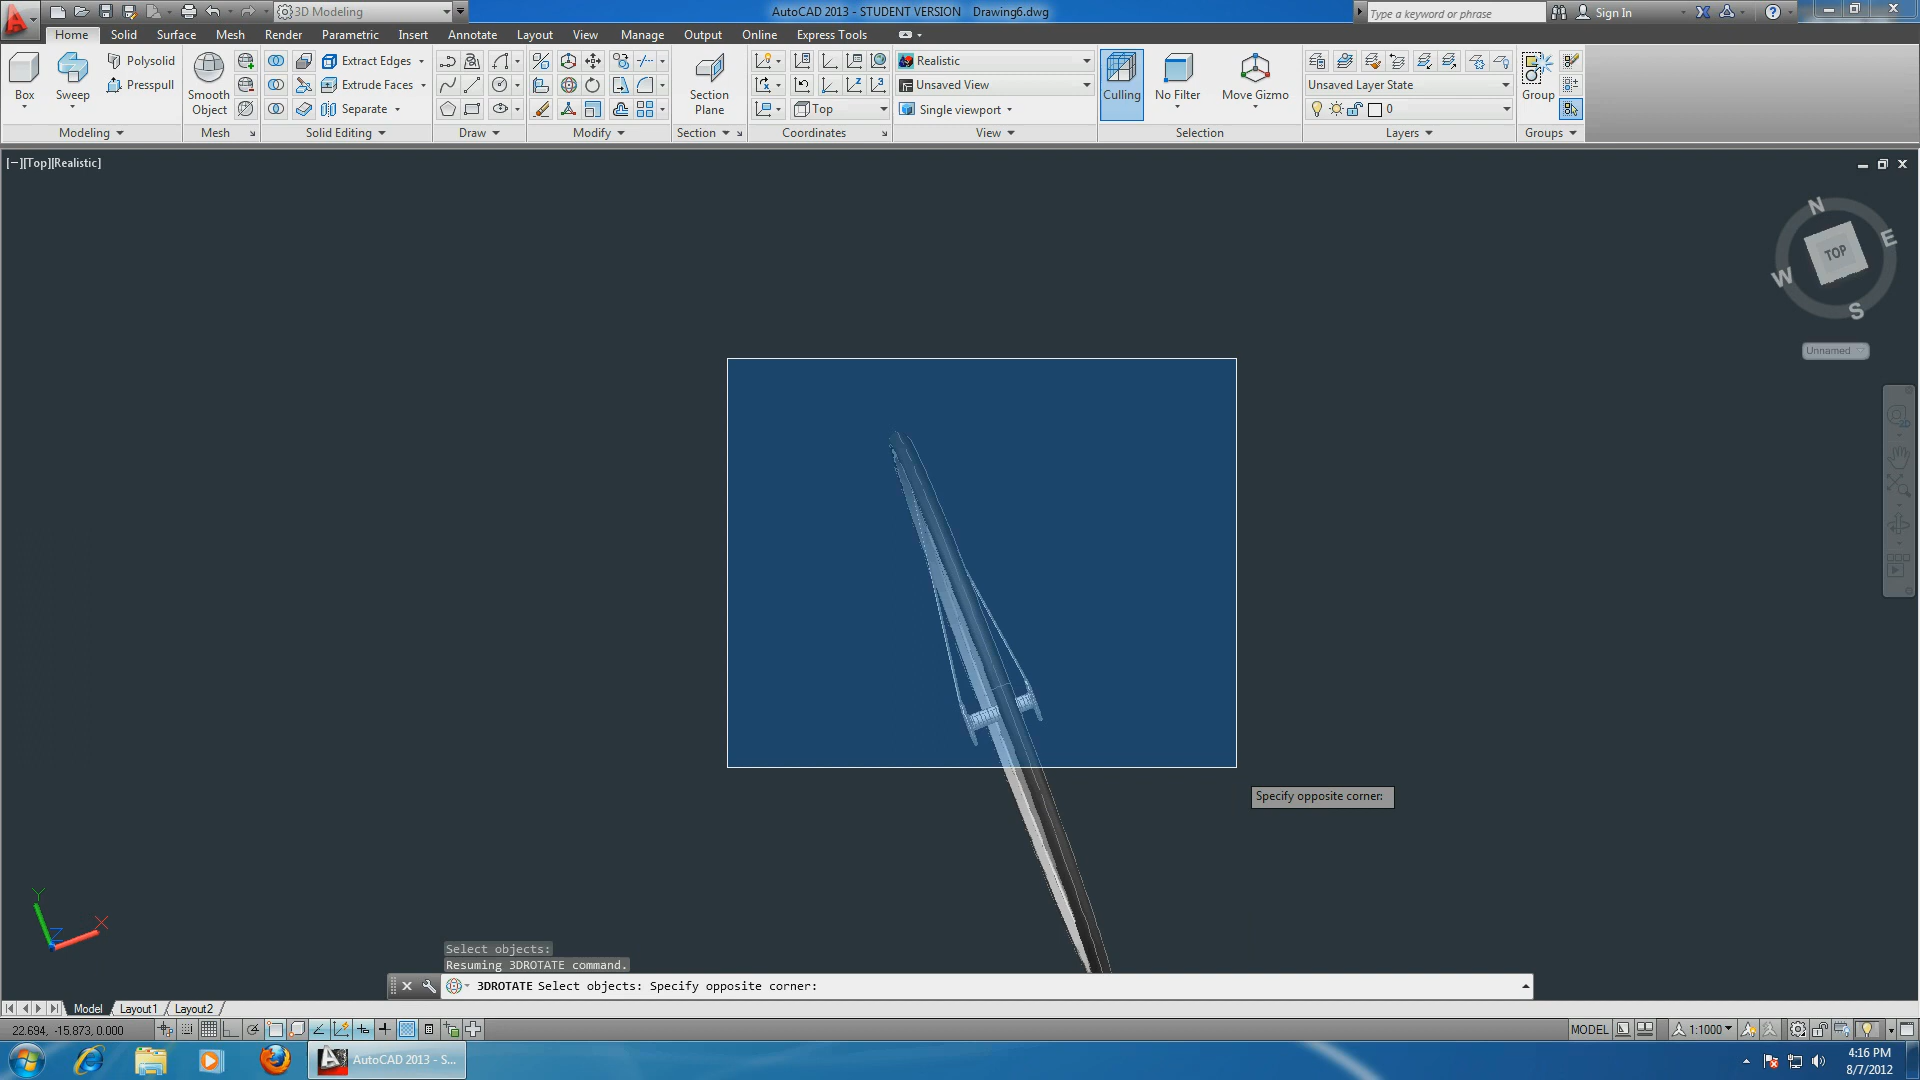 3D Modeling
AutoCAD 2013 - STUDENT VERSION Drawing6.dwg
Type a keyword or phrase
Sign In
Home Solid Surface Mesh Render Parametric Insert Annotate Layout View Manage Output Online Express Tools
Box
Sweep
Polysolid
Presspull
Modeling
Smooth
Object
Mesh
Extract Edges
Extrude Faces
Separate
Solid Editing
Draw
Modify
Section
Plane
Section
Top
Coordinates
Realistic
Unsaved View
Single viewport
View
Culling
No Filter
Move Gizmo
Selection
Unsaved Layer State
0
Layers
Group
Groups
[−][Top][Realistic]
N
E
TOP
W
S
Unnamed
Specify opposite corner:
Y
Z
X
Select objects:
Resuming 3DROTATE command.
3DROTATE Select objects: Specify opposite corner:
Model Layout1 Layout2
22.694, -15.873, 0.000
MODEL
1:1000
AutoCAD 2013 - S...
4:16 PM
8/7/2012